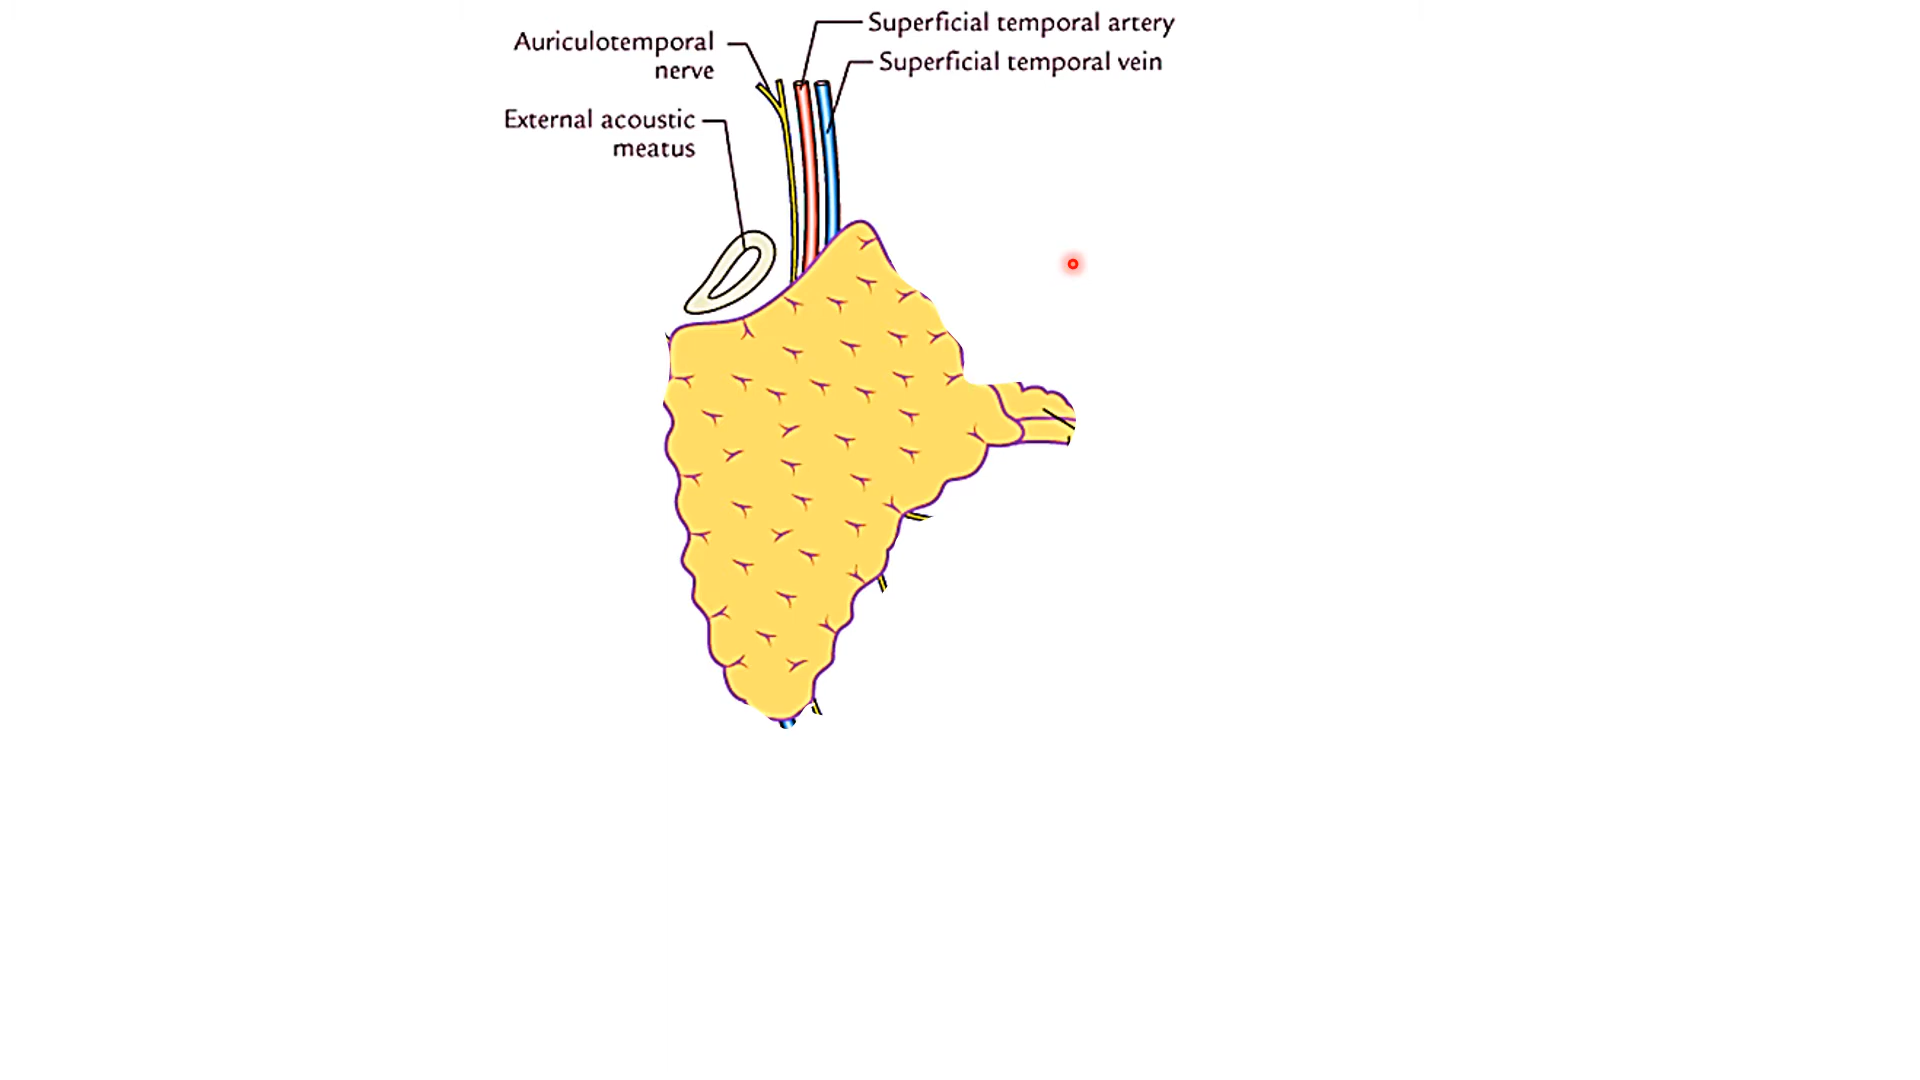 Superficial temporal artery
Auriculotemporal
nerve
Superficial temporal vein
External acoustic
meatus